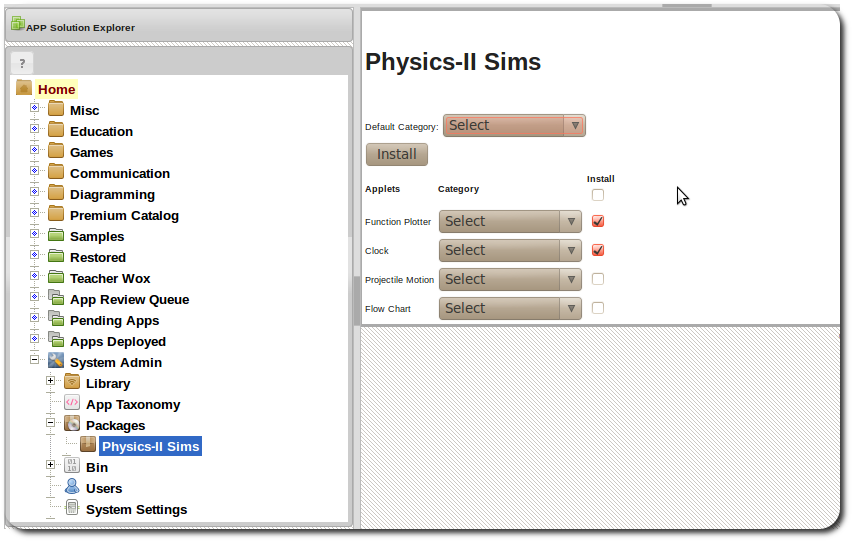 APP Solution Explorer
?
Home
Misc
Education
Games
Communication
Diagramming
Premium Catalog
Samples
Restored
Teacher Wox
App Review Queue
Pending Apps
Apps Deployed
System Admin
Library
App Taxonomy
Packages
Physics-II Sims
Bin
Users
System Settings
Physics-II Sims
Default Category: Select
Install
Applets Category Install
Function Plotter Select
Clock Select
Projectile Motion Select
Flow Chart Select